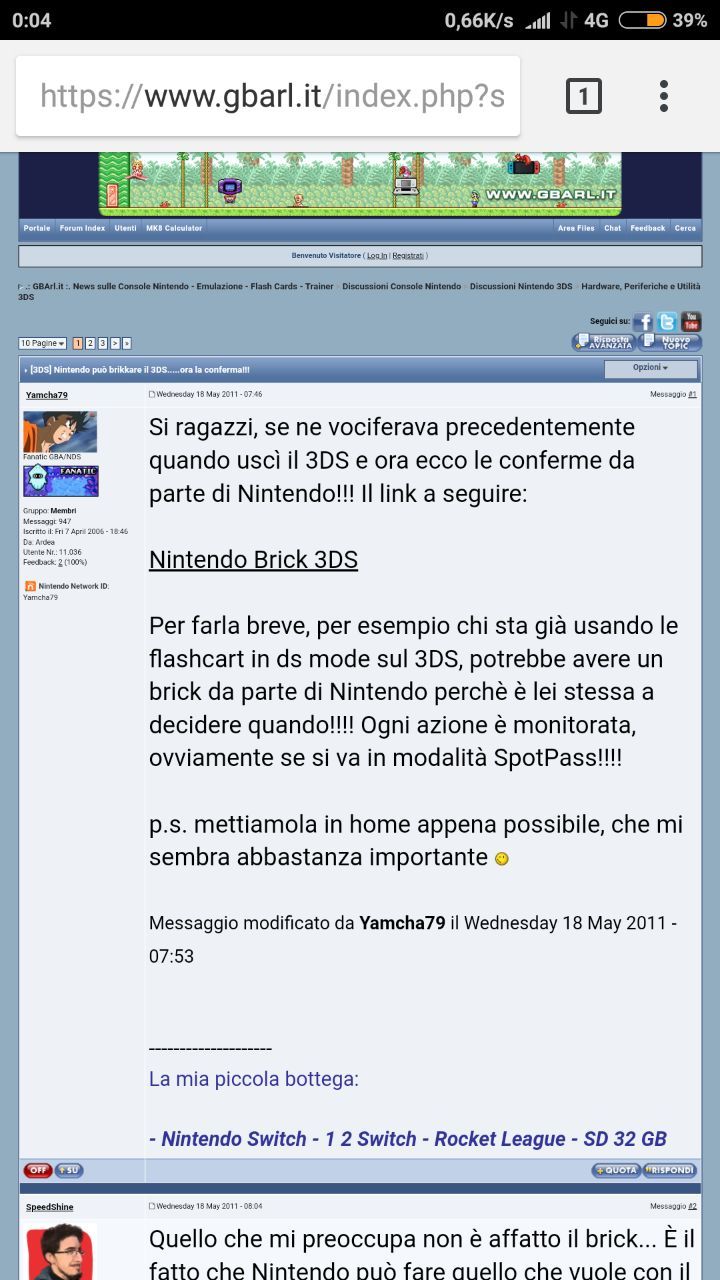 0:04
0,66K/s 4G 39%
https://www.gbarl.it/index.php?s
1
WWW.GBARL.IT
Portale Forum Index Utenti MK8 Calculator Area Files Chat Feedback Cerca
Benvenuto Visitatore ( Log In | Registrati )
.: GBArl.it :. News sulle Console Nintendo - Emulazione - Flash Cards - Trainer Discussioni Console Nintendo Discussioni Nintendo 3DS Hardware, Periferiche e Utilità
3DS
Seguici su: You Tube
10 Pagine 1 2 3 > »
Risposta AVANZATA Nuovo TOPIC
[3DS] Nintendo può brikkare il 3DS.....ora la conferma!!! Opzioni
Yamcha79
Wednesday 18 May 2011 - 07:46 Messaggio #1
Fanatic GBA/NDS
FANATIC
Gruppo: Membri
Messaggi: 947
Iscritto il: Fri 7 April 2006 - 18:46
Da: Ardea
Utente Nr.: 11.036
Feedback: 2 (100%)
Nintendo Network ID:
Yamcha79
Si ragazzi, se ne vociferava precedentemente
quando uscì il 3DS e ora ecco le conferme da
parte di Nintendo!!! Il link a seguire:
Nintendo Brick 3DS
Per farla breve, per esempio chi sta già usando le
flashcart in ds mode sul 3DS, potrebbe avere un
brick da parte di Nintendo perchè è lei stessa a
decidere quando!!!! Ogni azione è monitorata,
ovviamente se si va in modalità SpotPass!!!!
p.s. mettiamola in home appena possibile, che mi
sembra abbastanza importante
Messaggio modificato da Yamcha79 il Wednesday 18 May 2011 -
07:53
--------------------
La mia piccola bottega:
- Nintendo Switch - 1 2 Switch - Rocket League - SD 32 GB
OFF SU QUOTA RISPONDI
SpeedShine
Wednesday 18 May 2011 - 08:04 Messaggio #2
Quello che mi preoccupa non è affatto il brick... È il
fatto che Nintendo può fare quello che vuole con il